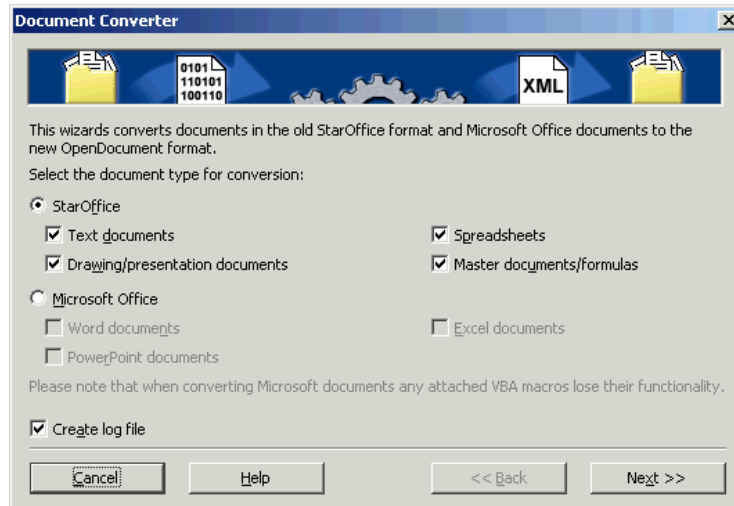 Document Converter
0101
110101
100110
XML
This wizards converts documents in the old StarOffice format and Microsoft Office documents to the
new OpenDocument format.
Select the document type for conversion:
StarOffice
Text documents
Spreadsheets
Drawing/presentation documents
Master documents/formulas
Microsoft Office
Word documents
Excel documents
PowerPoint documents
Please note that when converting Microsoft documents any attached VBA macros lose their functionality.
Create log file
Cancel
Help
<< Back
Next >>